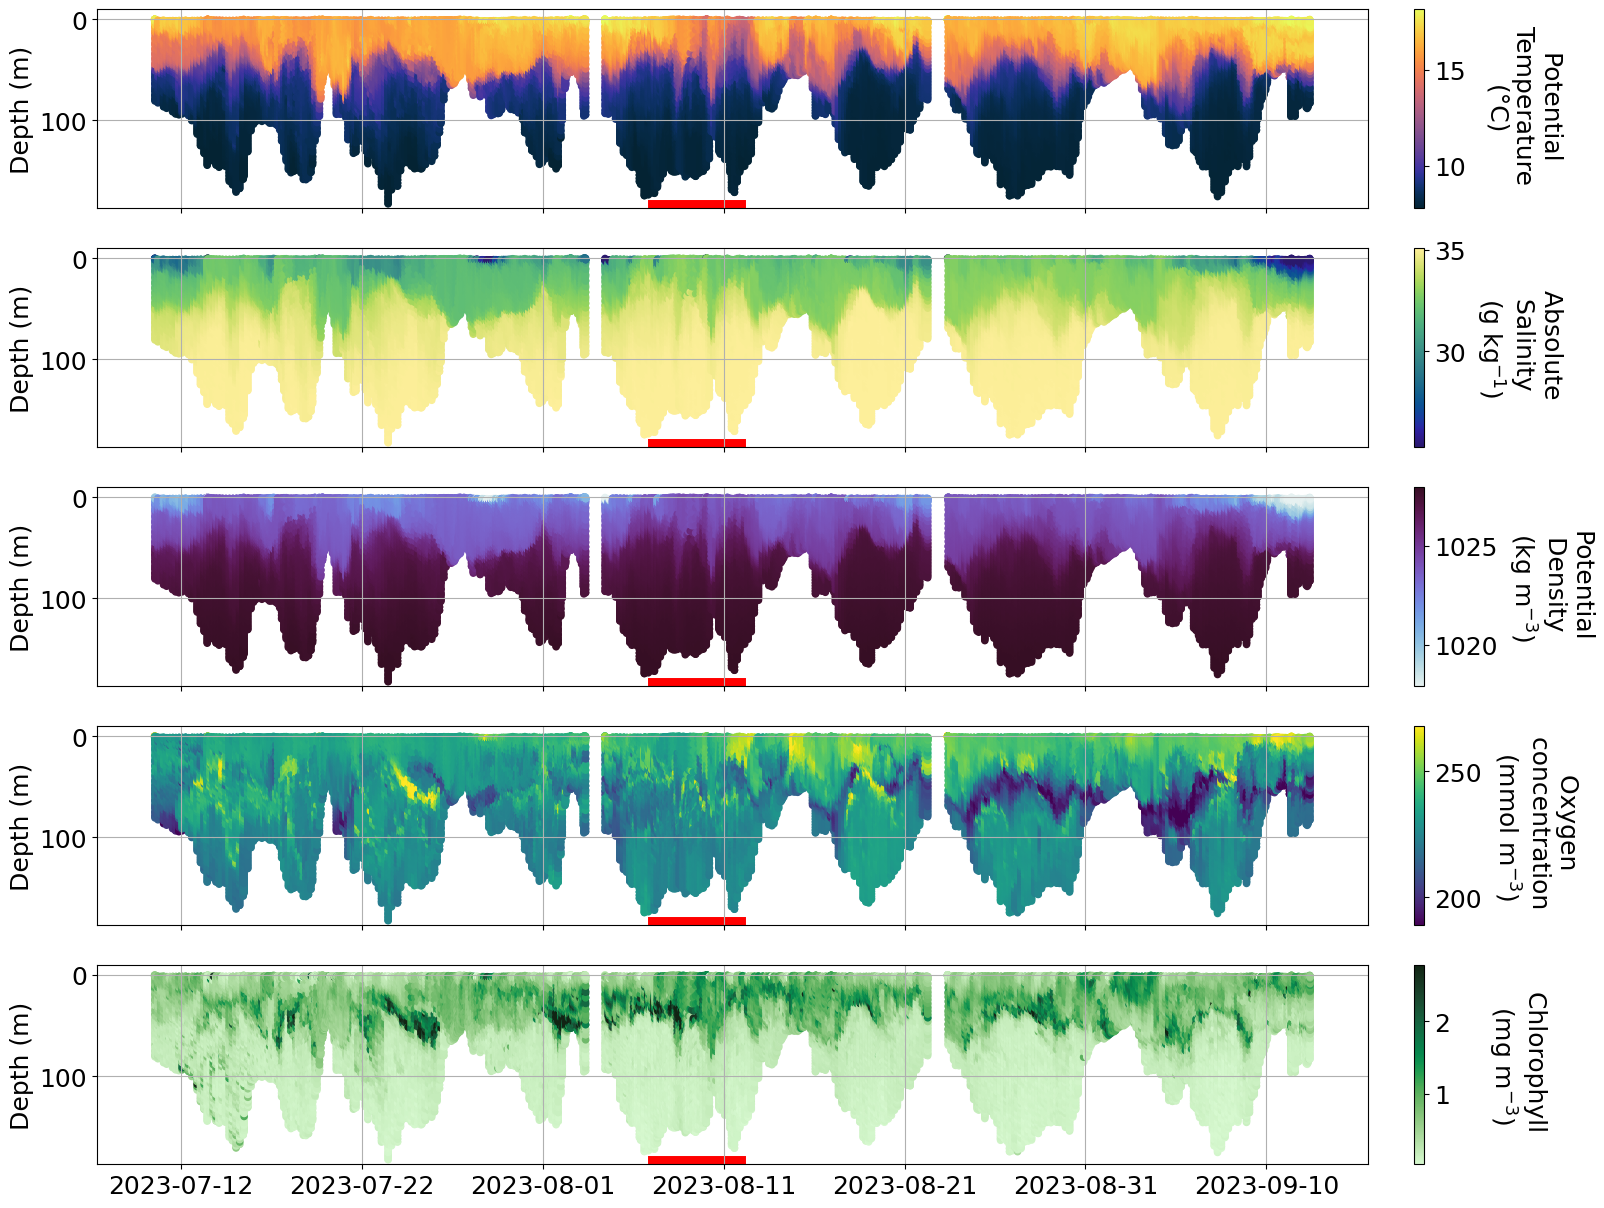 0
100
Depth (m)
15
10
Potential
Temperature
(°C)
0
100
Depth (m)
35
30
Absolute
Salinity
(g kg⁻¹)
0
100
Depth (m)
1025
1020
Potential
Density
(kg m⁻³)
0
100
Depth (m)
250
200
Oxygen
concentration
(mmol m⁻³)
0
100
Depth (m)
2
1
Chlorophyll
(mg m⁻³)
2023-07-12 2023-07-22 2023-08-01 2023-08-11 2023-08-21 2023-08-31 2023-09-10